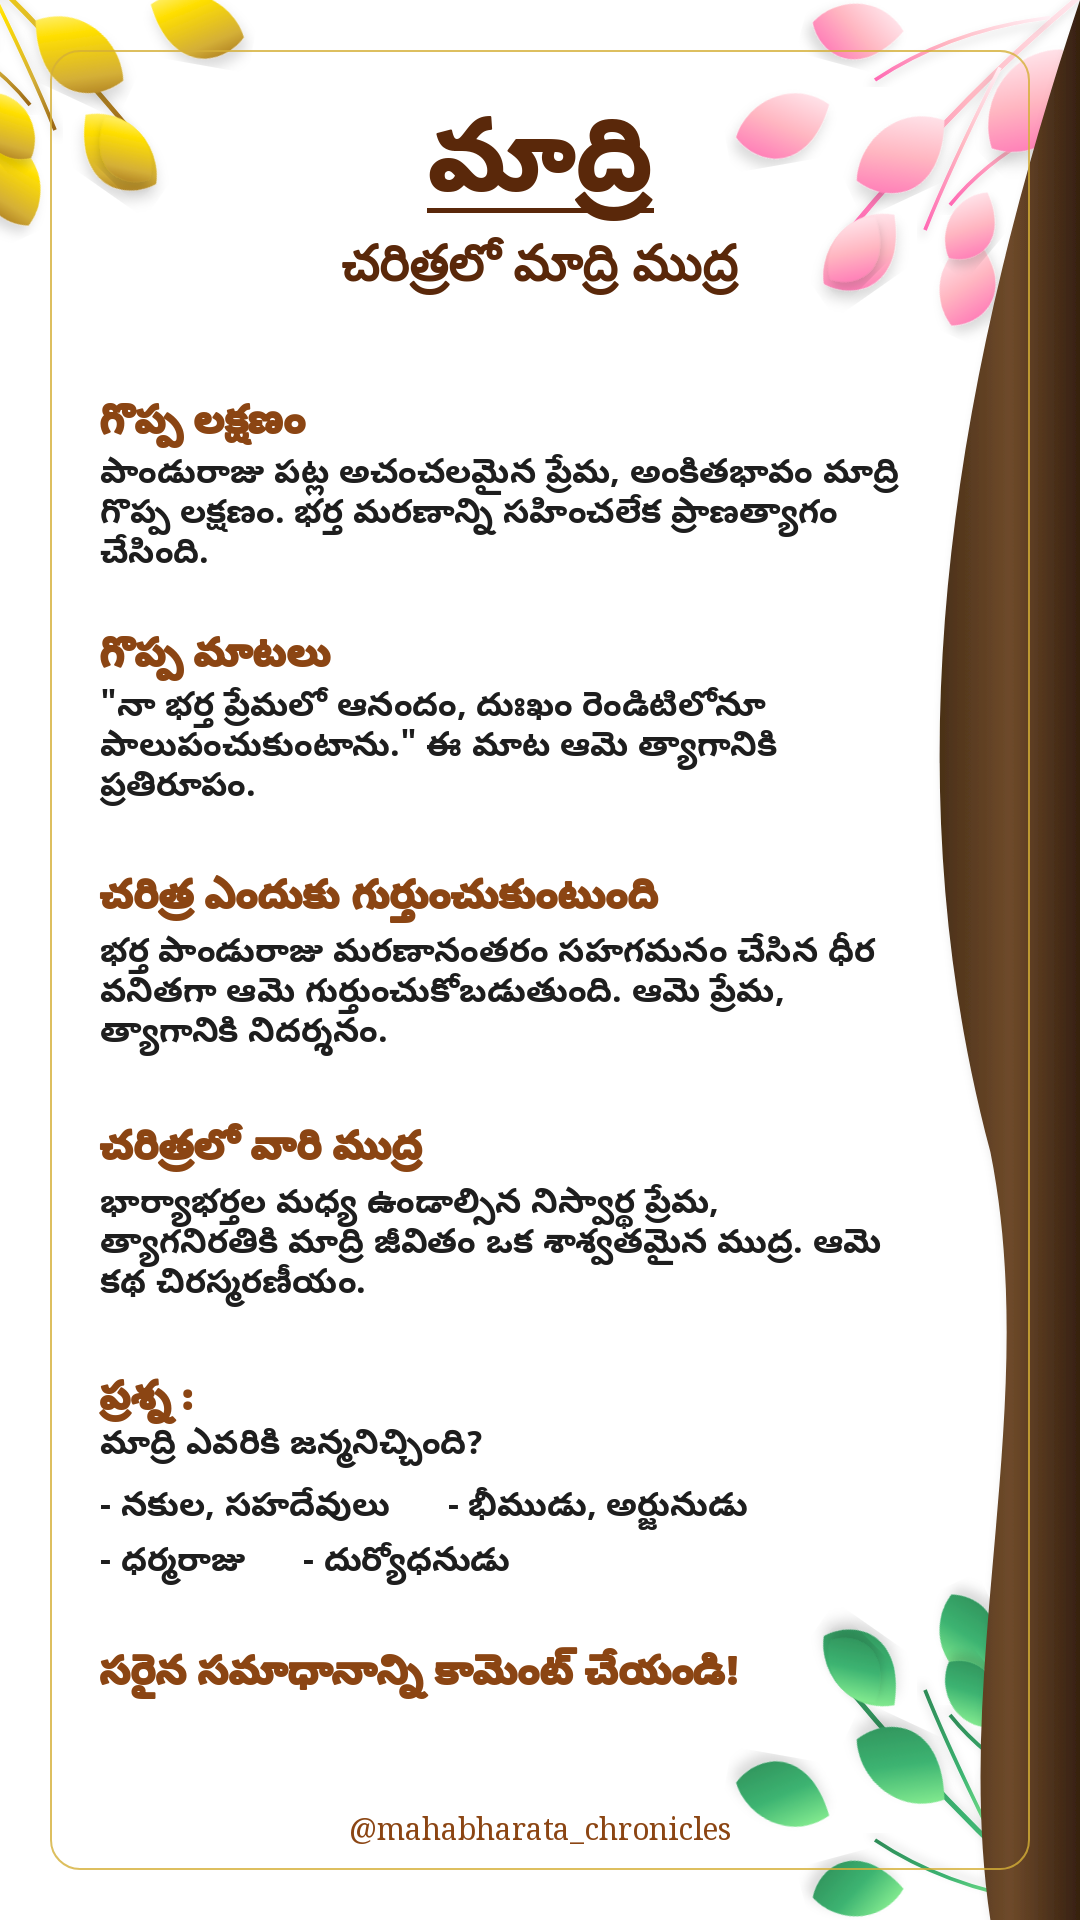 మాద్రి
చరిత్రలో మాద్రి ముద్ర
గొప్ప లక్షణం
పాండురాజు పట్ల అచంచలమైన ప్రేమ, అంకితభావం మాద్రి
గొప్ప లక్షణం. భర్త మరణాన్ని సహించలేక ప్రాణత్యాగం
చేసింది.
గొప్ప మాటలు
"నా భర్త ప్రేమలో ఆనందం, దుఃఖం రెండిటిలోనూ
పాలుపంచుకుంటాను." ఈ మాట ఆమె త్యాగానికి
ప్రతిరూపం.
చరిత్ర ఎందుకు గుర్తుంచుకుంటుంది
భర్త పాండురాజు మరణానంతరం సహగమనం చేసిన ధీర
వనితగా ఆమె గుర్తుంచుకోబడుతుంది. ఆమె ప్రేమ,
త్యాగానికి నిదర్శనం.
చరిత్రలో వారి ముద్ర
భార్యాభర్తల మధ్య ఉండాల్సిన నిస్వార్థ ప్రేమ,
త్యాగనిరతికి మాద్రి జీవితం ఒక శాశ్వతమైన ముద్ర. ఆమె
కథ చిరస్మరణీయం.
ప్రశ్న :
మాద్రి ఎవరికి జన్మనిచ్చింది?
- నకుల, సహదేవులు - భీముడు, అర్జునుడు
- ధర్మరాజు - దుర్యోధనుడు
సరైన సమాధానాన్ని కామెంట్ చేయండి!
@mahabharata_chronicles